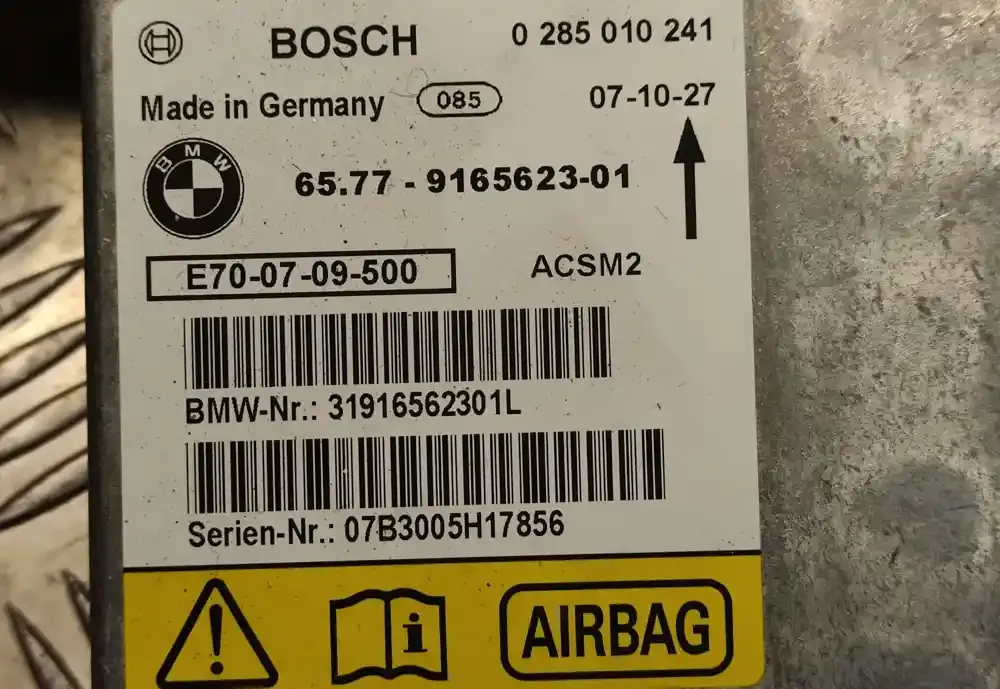 BOSCH 0 285 010 241
Made in Germany 085 07-10-27
BMW 65.77 - 9165623-01
E70-07-09-500 ACSM2
BMW-Nr.: 31916562301L
Serien-Nr.: 07B3005H17856
! i AIRBAG